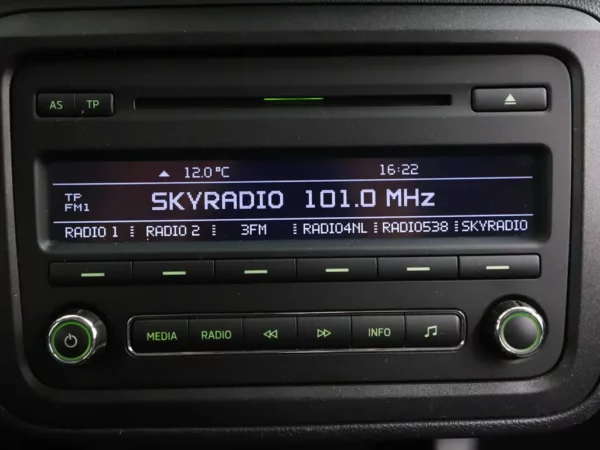 AS TP
12.0 °C 16:22
TP
FM1
SKYRADIO 101.0 MHz
RADIO 1 RADIO 2 3FM RADIO4NL RADIO538 SKYRADIO
MEDIA RADIO INFO